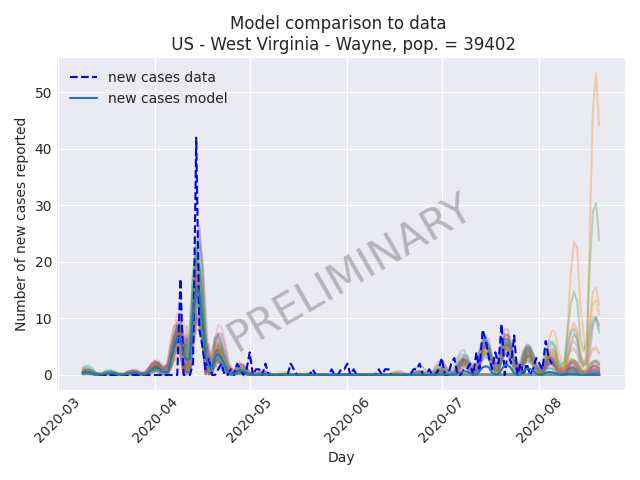 Model comparison to data
US - West Virginia - Wayne, pop. = 39402
new cases data
new cases model
PRELIMINARY
Number of new cases reported
50
40
30
20
10
0
2020-03
2020-04
2020-05
2020-06
2020-07
2020-08
Day